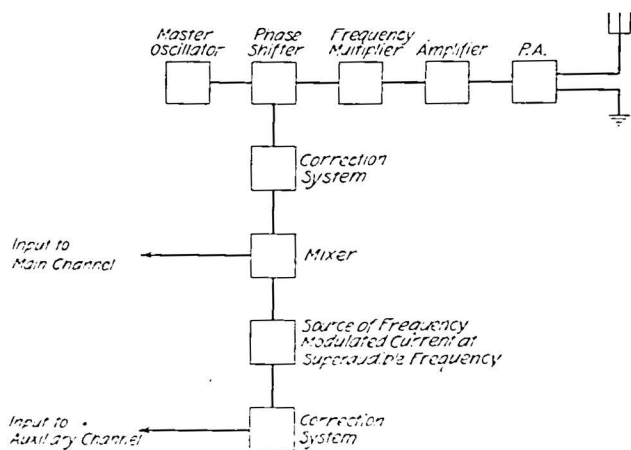 Master
Oscillator
Phase
Shifter
Frequency
Multiplier
Amplifier
P.A.
Correction
System
Input to
Main Channel
Mixer
Source of Frequency
Modulated Current at
Superaudible Frequency
Input to
Auxiliary Channel
Correction
System